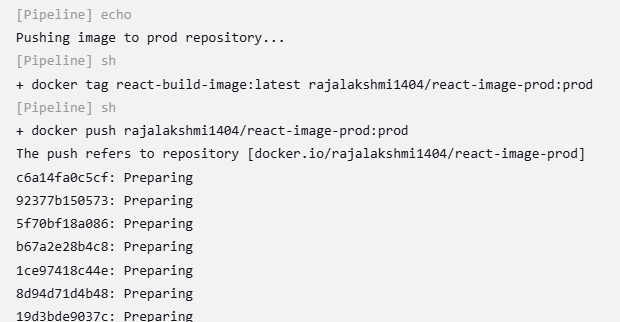 [Pipeline] echo
Pushing image to prod repository...
[Pipeline] sh
+ docker tag react-build-image:latest rajalakshmi1404/react-image-prod:prod
[Pipeline] sh
+ docker push rajalakshmi1404/react-image-prod:prod
The push refers to repository [docker.io/rajalakshmi1404/react-image-prod]
c6a14fa0c5cf: Preparing
92377b150573: Preparing
5f70bf18a086: Preparing
b67a2e28b4c8: Preparing
1ce97418c44e: Preparing
8d94d71d4b48: Preparing
19d3bde9037c: Preparing